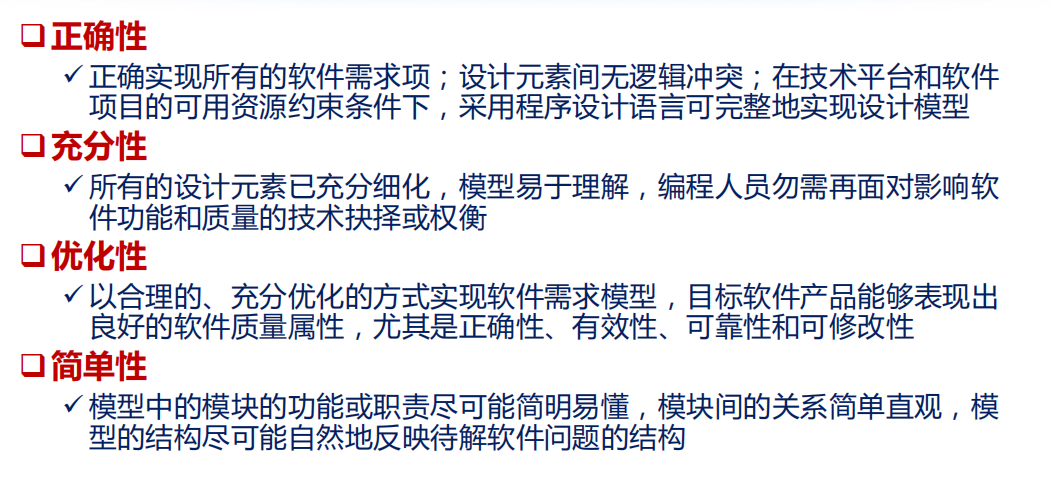 ❑正确性
✓正确实现所有的软件需求项；设计元素间无逻辑冲突；在技术平台和软件
项目的可用资源约束条件下，采用程序设计语言可完整地实现设计模型
❑充分性
✓所有的设计元素已充分细化，模型易于理解，编程人员勿需再面对影响软
件功能和质量的技术抉择或权衡
❑优化性
✓以合理的、充分优化的方式实现软件需求模型，目标软件产品能够表现出
良好的软件质量属性，尤其是正确性、有效性、可靠性和可修改性
❑简单性
✓模型中的模块的功能或职责尽可能简明易懂，模块间的关系简单直观，模
型的结构尽可能自然地反映待解软件问题的结构